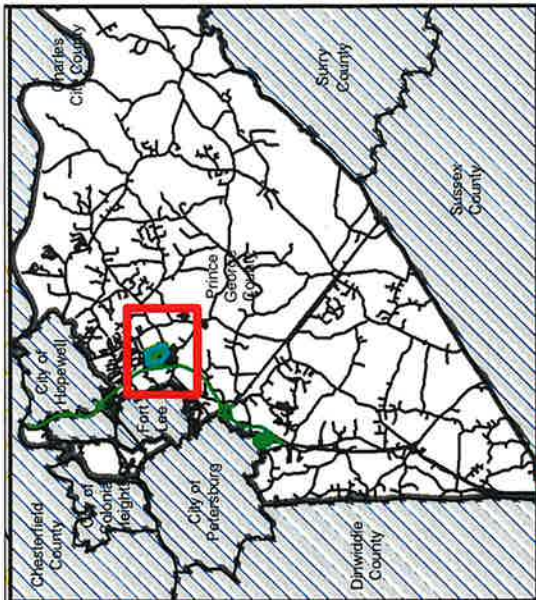 Chesterfield
County
City of
Colonial
Heights
City of
Hopewell
Charles
City County
Fort
Lee
City of
Petersburg
Prince
George
County
Surry
County
Sussex
County
Dinwiddie
County